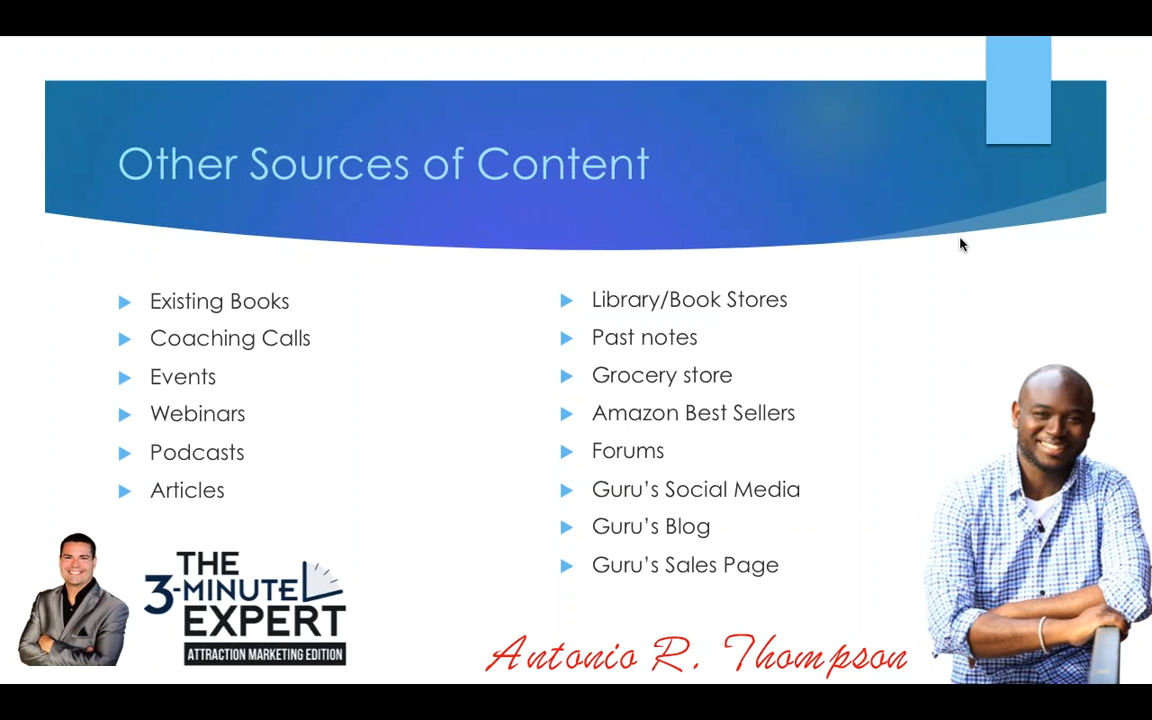 Other Sources of Content
Existing Books
Coaching Calls
Events
Webinars
Podcasts
Articles
Library/Book Stores
Past notes
Grocery store
Amazon Best Sellers
Forums
Guru's Social Media
Guru's Blog
Guru's Sales Page
THE
3-MINUTE
EXPERT
ATTRACTION MARKETING EDITION
Antonio R. Thompson